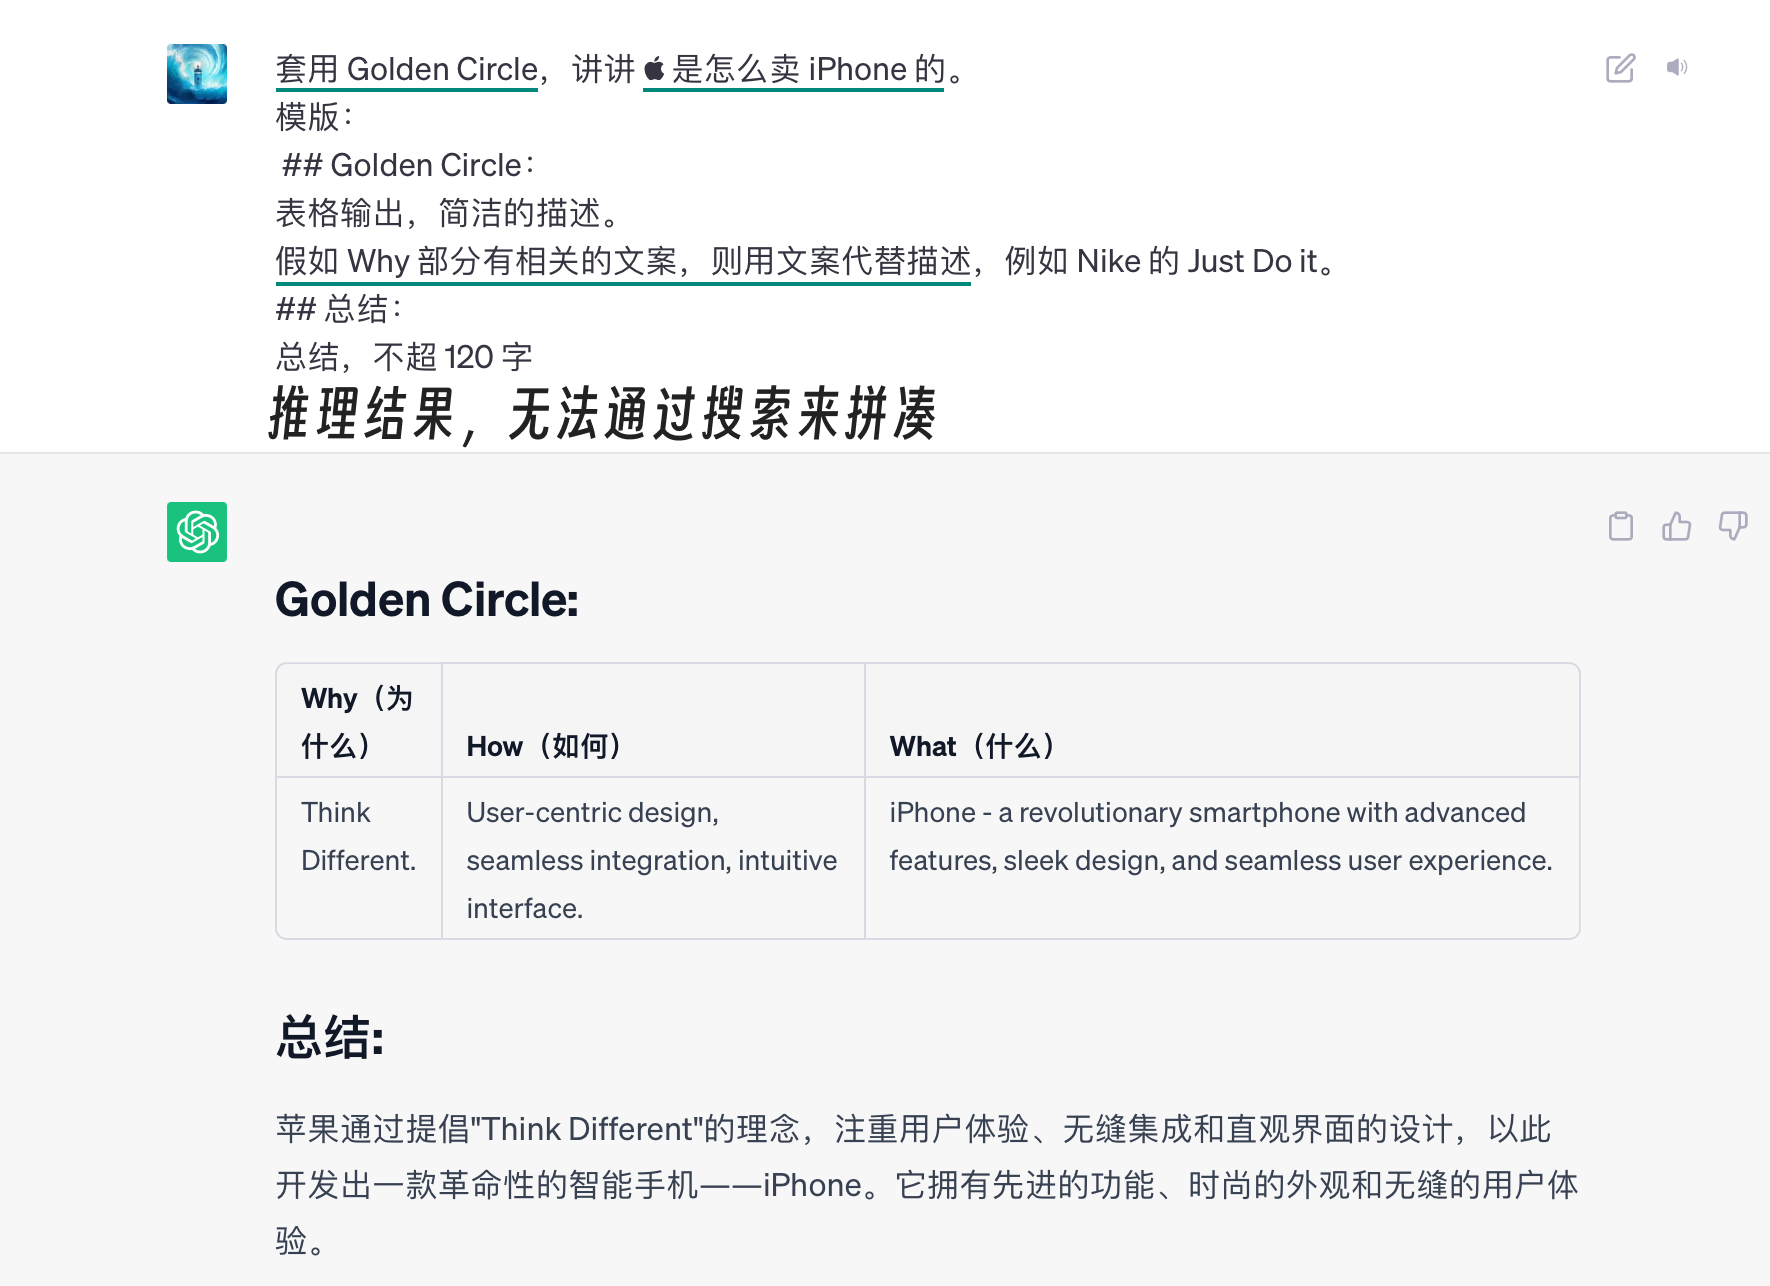 套用 Golden Circle，讲讲  是怎么卖 iPhone 的。
模版：
## Golden Circle：
表格输出，简洁的描述。
假如 Why 部分有相关的文案，则用文案代替描述，例如 Nike 的 Just Do it。
## 总结：
总结，不超 120 字
推理结果，无法通过搜索来拼凑
Golden Circle:
Why（为
什么）
How（如何）
What（什么）
Think
Different.
User-centric design,
seamless integration, intuitive
interface.
iPhone - a revolutionary smartphone with advanced
features, sleek design, and seamless user experience.
总结:
苹果通过提倡"Think Different"的理念，注重用户体验、无缝集成和直观界面的设计，以此
开发出一款革命性的智能手机——iPhone。它拥有先进的功能、时尚的外观和无缝的用户体
验。